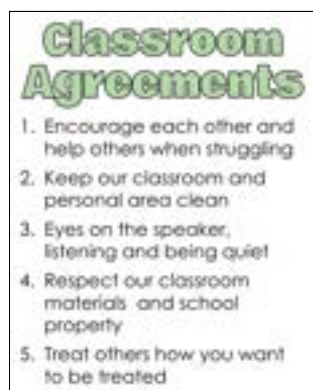 Classroom
Agreements
1. Encourage each other and
help others when struggling
2. Keep our classroom and
personal area clean
3. Eyes on the speaker,
listening and being quiet
4. Respect our classroom
materials and school
property
5. Treat others how you want
to be treated